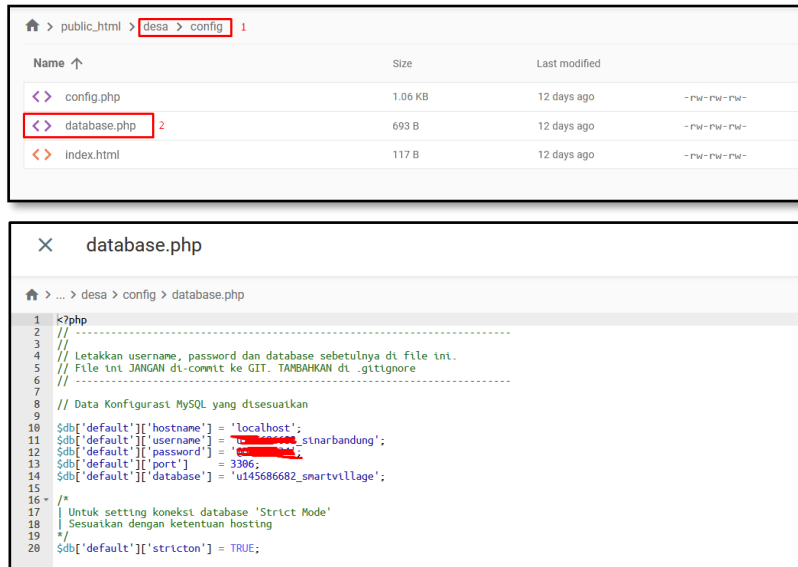 public_html > desa > config 1
Name Size Last modified
config.php 1.06 KB 12 days ago -rw-rw-rw-
database.php 2 693 B 12 days ago -rw-rw-rw-
index.html 117 B 12 days ago -rw-rw-rw-
database.php
... > desa > config > database.php
1 <?php
2 // -------------------------------------------------------------------------
3 //
4 // Letakkan username, password dan database sebetulnya di file ini.
5 // File ini JANGAN di-commit ke GIT. TAMBAHKAN di .gitignore
6 // -------------------------------------------------------------------------
7
8 // Data Konfigurasi MySQL yang disesuaikan
9
10 $db['default']['hostname'] = 'localhost';
11 $db['default']['username'] = '_sinarbandung';
12 $db['default']['password'] = ';
13 $db['default']['port'] = 3306;
14 $db['default']['database'] = 'u145686682_smartvillage';
15
16 /*
17 | Untuk setting koneksi database 'Strict Mode'
18 | Sesuaikan dengan ketentuan hosting
19 */
20 $db['default']['stricton'] = TRUE;